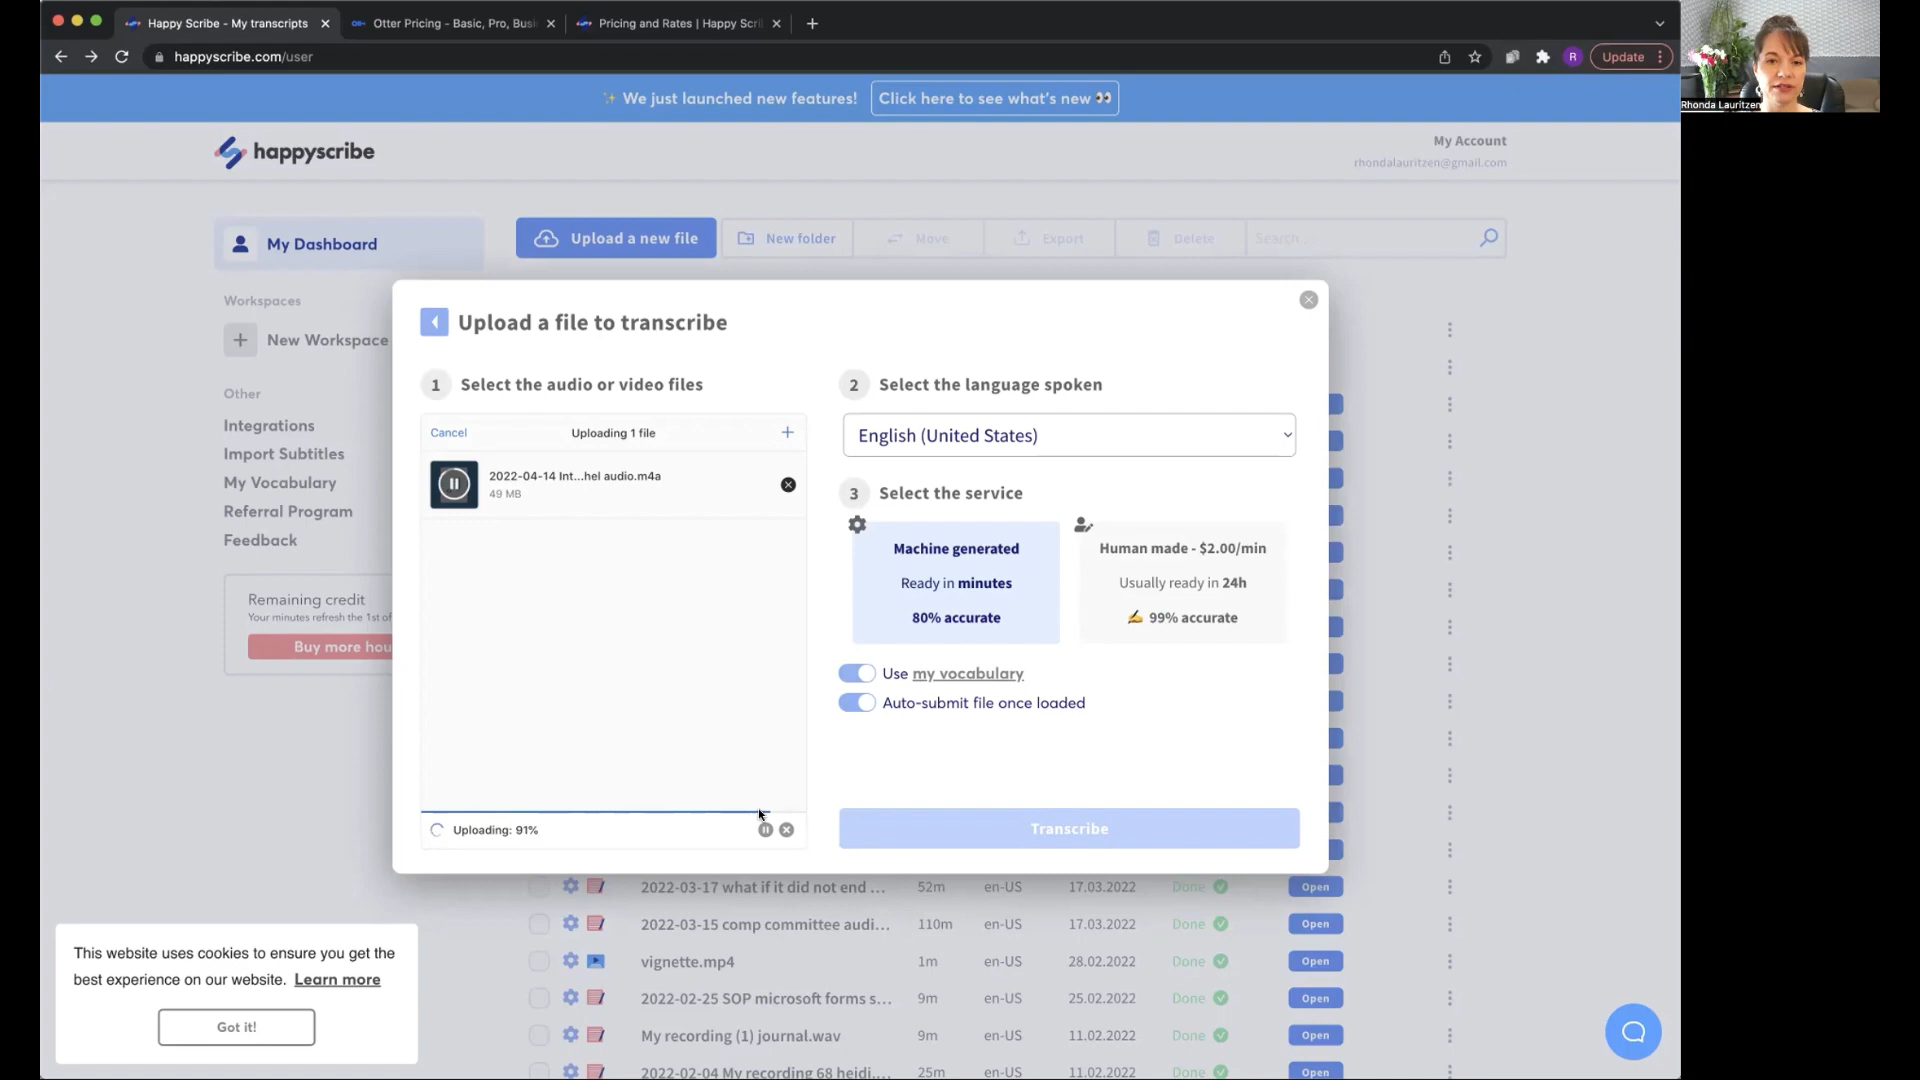 Happy Scribe - My transcripts
Otter Pricing - Basic, Pro, Busi
Pricing and Rates | Happy Scri
happyscribe.com/user
R
Update
Rhonda Lauritzen
✨ We just launched new features!
Click here to see what's new 👀
happyscribe
My Account
rhondalauritzen@gmail.com
My Dashboard
Upload a new file
New folder
Move
Export
Delete
Search...
Workspaces
New Workspace
Other
Integrations
Import Subtitles
My Vocabulary
Referral Program
Feedback
Remaining credit
Your minutes refresh the 1st of
Buy more hou
Upload a file to transcribe
1 Select the audio or video files
Cancel
Uploading 1 file
2022-04-14 Int...hel audio.m4a
49 MB
Uploading: 91%
2 Select the language spoken
English (United States)
3 Select the service
Machine generated
Ready in minutes
80% accurate
Human made - $2.00/min
Usually ready in 24h
✍️ 99% accurate
Use my vocabulary
Auto-submit file once loaded
Transcribe
2022-03-17 what if it did not end ... 52m en-US 17.03.2022 Done Open
2022-03-15 comp committee audi... 110m en-US 17.03.2022 Done Open
vignette.mp4 1m en-US 28.02.2022 Done Open
2022-02-25 SOP microsoft forms s... 9m en-US 25.02.2022 Done Open
My recording (1) journal.wav 9m en-US 11.02.2022 Done Open
2022-02-04 My recording 68 heidi.... 25m en-US 11.02.2022 Done Open
This website uses cookies to ensure you get the
best experience on our website. Learn more
Got it!